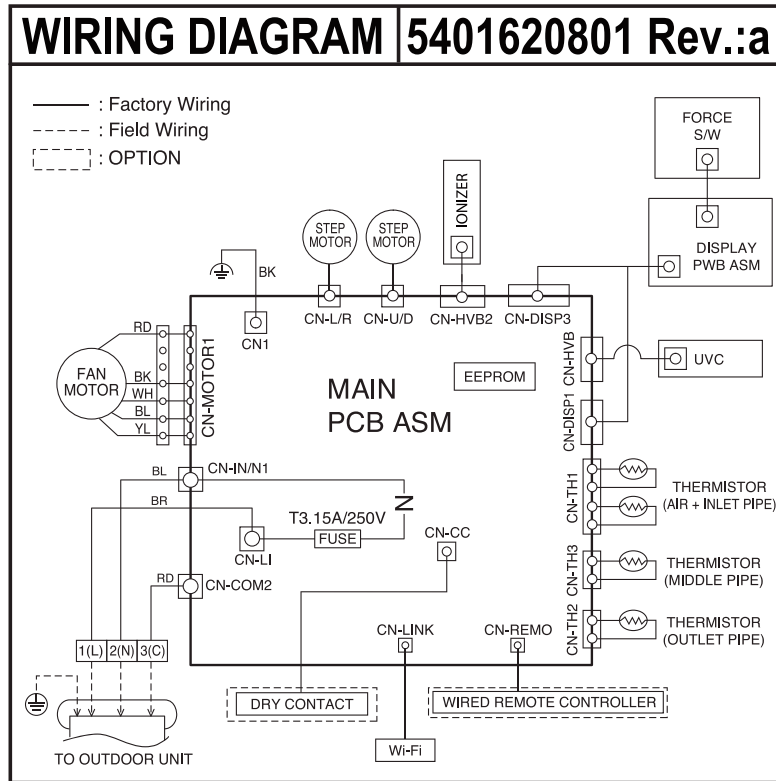 WIRING DIAGRAM
5401620801 Rev.:a
: Factory Wiring
: Field Wiring
: OPTION
FORCE
S/W
DISPLAY
PWB ASM
IONIZER
STEP
MOTOR
STEP
MOTOR
BK
CN1
CN-L/R
CN-U/D
CN-HVB2
CN-DISP3
CN-HVB
UVC
RD
BK
WH
BL
YL
FAN
MOTOR
CN-MOTOR1
MAIN
PCB ASM
EEPROM
CN-DISP1
BL
CN-IN/N1
BR
T3.15A/250V
FUSE
N
CN-LI
CN-CC
CN-TH1
THERMISTOR
(AIR + INLET PIPE)
RD
CN-COM2
CN-TH3
THERMISTOR
(MIDDLE PIPE)
CN-TH2
THERMISTOR
(OUTLET PIPE)
CN-LINK
CN-REMO
1(L)
2(N)
3(C)
DRY CONTACT
WIRED REMOTE CONTROLLER
Wi-Fi
TO OUTDOOR UNIT